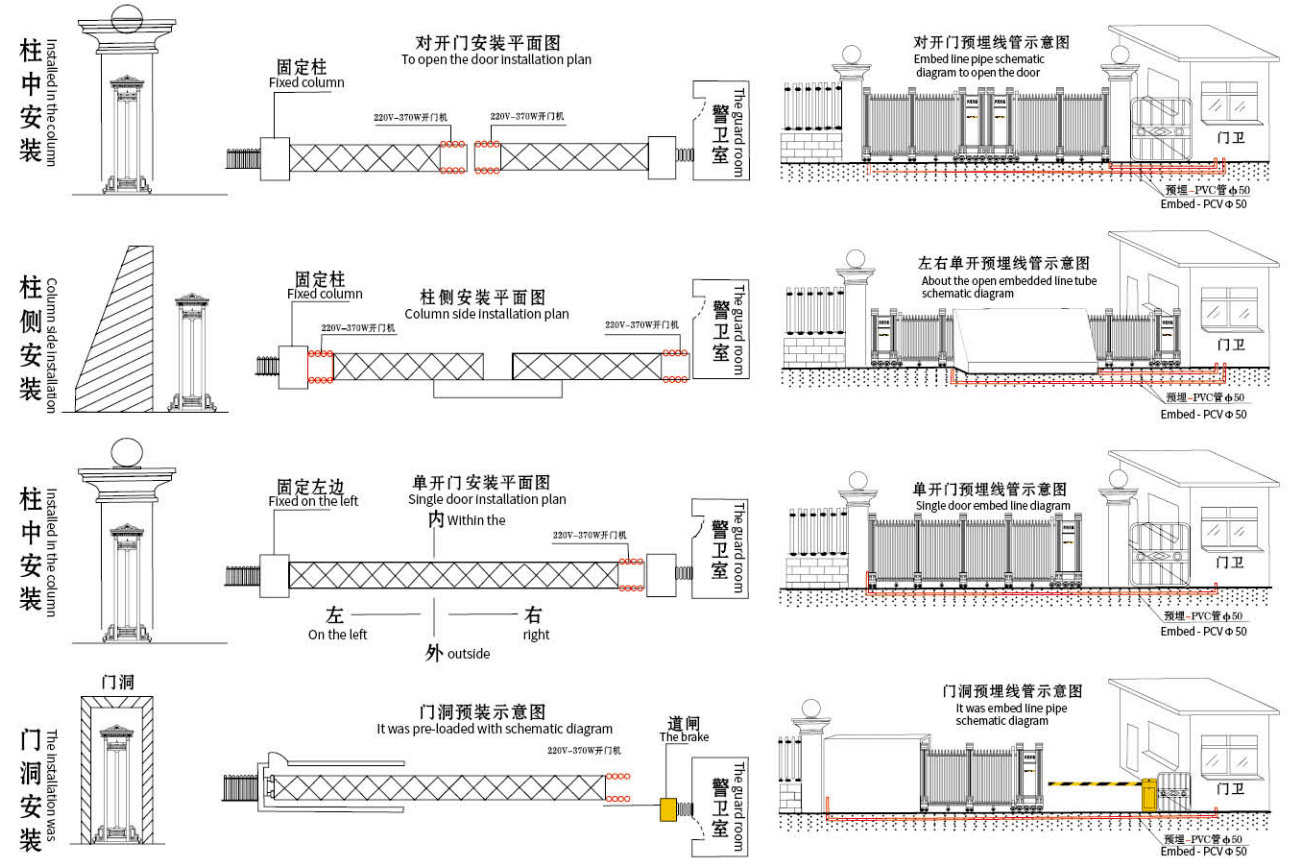 柱中安装
Installed in the column
固定柱
Fixed column
对开门安装平面图
To open the door installation plan
220V-370W开门机
220V-370W开门机
警卫室
The guard room
对开门预埋线管示意图
Embed line pipe schematic
diagram to open the door
门卫
预埋-PVC管ф50
Embed - PCV Φ 50
柱侧安装
Column side installation
固定柱
Fixed column
柱侧安装平面图
Column side installation plan
220V-370W开门机
220V-370W开门机
警卫室
The guard room
左右单开预埋线管示意图
About the open embedded line tube
schematic diagram
门卫
预埋-PVC管ф50
Embed - PCV Φ 50
柱中安装
Installed in the column
固定左边
Fixed on the left
单开门安装平面图
Single door installation plan
内 Within the
220V-370W开门机
左
On the left
右
right
外 outside
警卫室
The guard room
单开门预埋线管示意图
Single door embed line diagram
门卫
预埋-PVC管ф50
Embed - PCV Φ 50
门洞安装
The installation was
门洞
门洞预装示意图
It was pre-loaded with schematic diagram
220V-370W开门机
道闸
The brake
警卫室
The guard room
门洞预埋线管示意图
It was embed line pipe
schematic diagram
门卫
预埋-PVC管ф50
Embed - PCV Φ 50